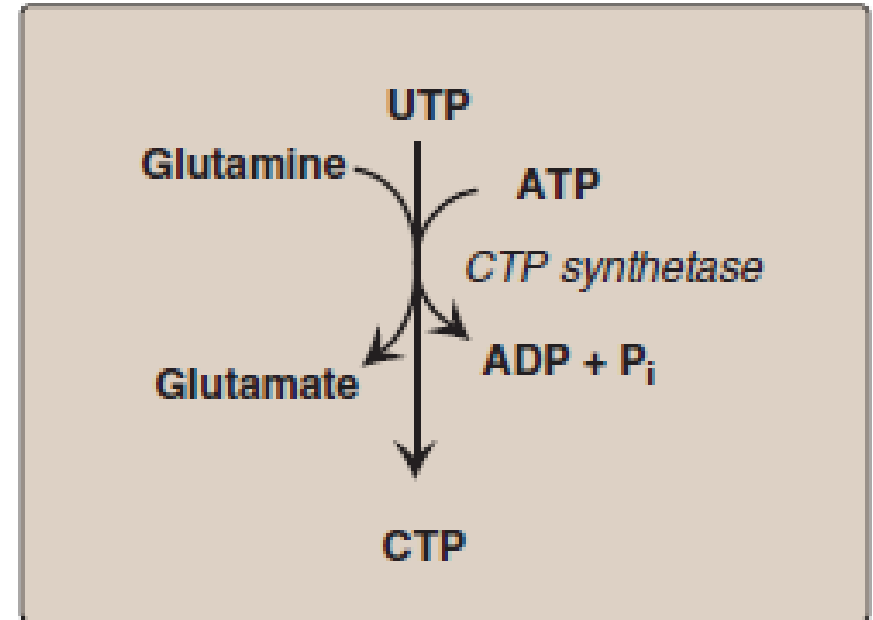 UTP
Glutamine
ATP
CTP synthetase
ADP + Pi
Glutamate
CTP